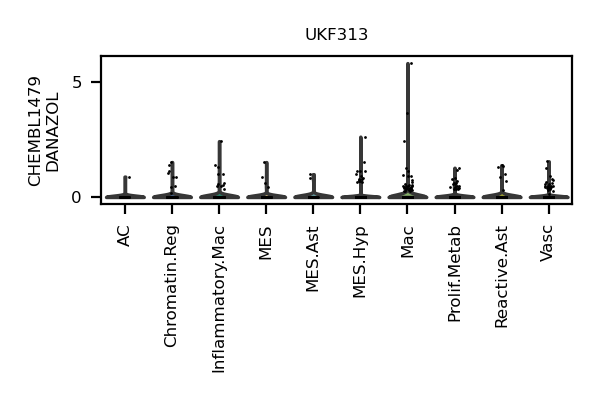 UKF313
CHEMBL1479
DANAZOL
5
0
AC
Chromatin.Reg
Inflammatory.Mac
MES
MES.Ast
MES.Hyp
Mac
Prolif.Metab
Reactive.Ast
Vasc